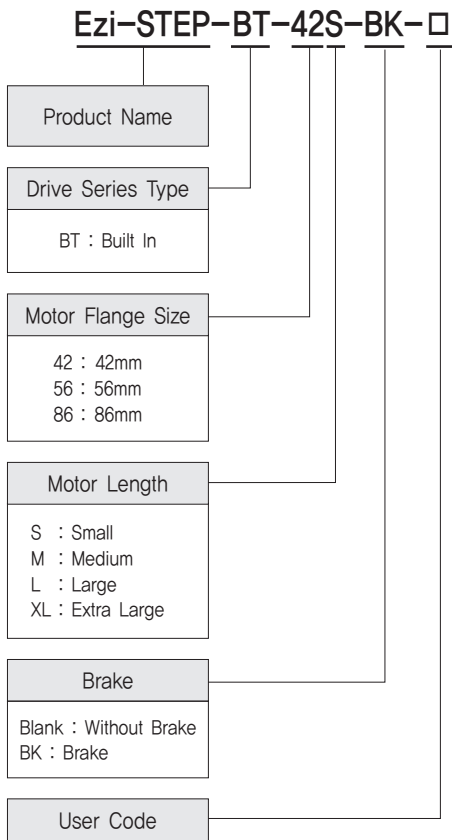 Ezi-STEP-BT-42S-BK-□
Product Name
Drive Series Type
BT : Built In
Motor Flange Size
42 : 42mm
56 : 56mm
86 : 86mm
Motor Length
S : Small
M : Medium
L : Large
XL : Extra Large
Brake
Blank : Without Brake
BK : Brake
User Code